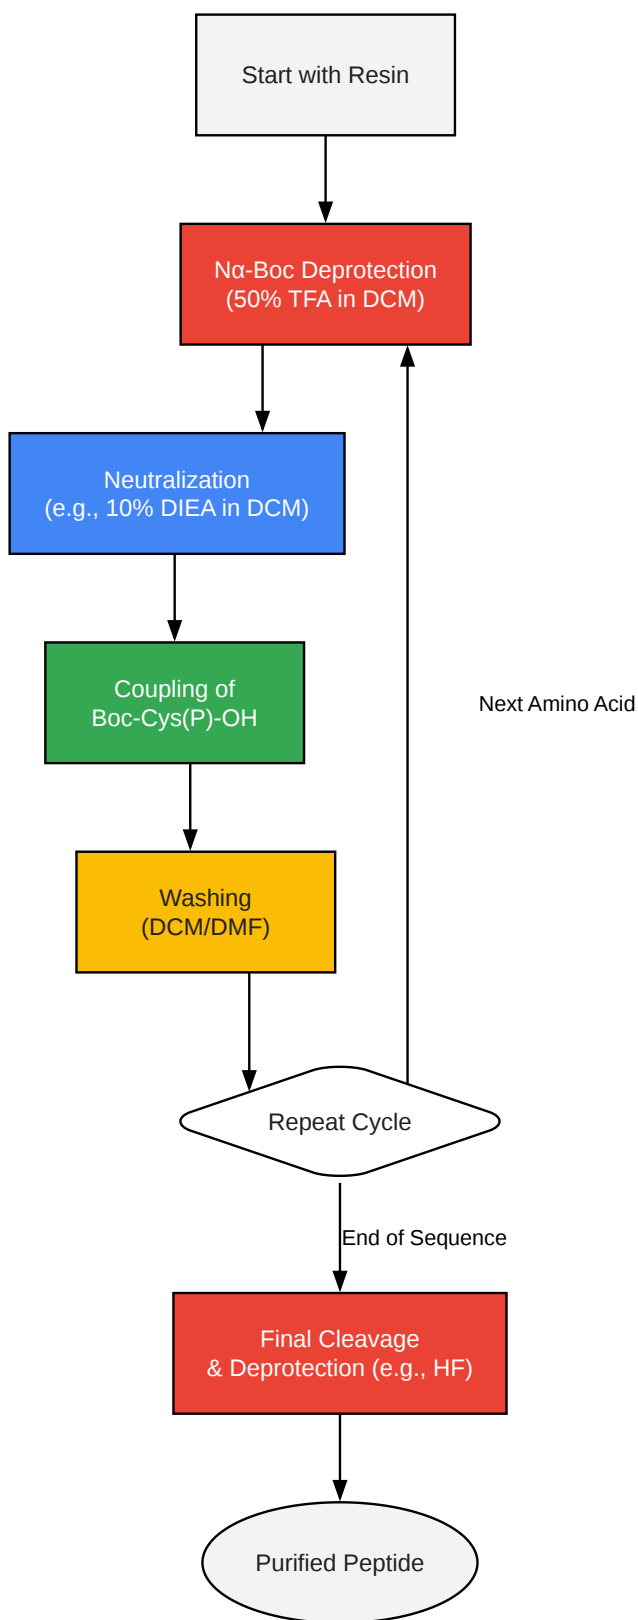 Start with Resin
Nα-Boc Deprotection
(50% TFA in DCM)
Neutralization
(e.g., 10% DIEA in DCM)
Coupling of
Boc-Cys(P)-OH
Next Amino Acid
Washing
(DCM/DMF)
Repeat Cycle
End of Sequence
Final Cleavage
& Deprotection (e.g., HF)
Purified Peptide